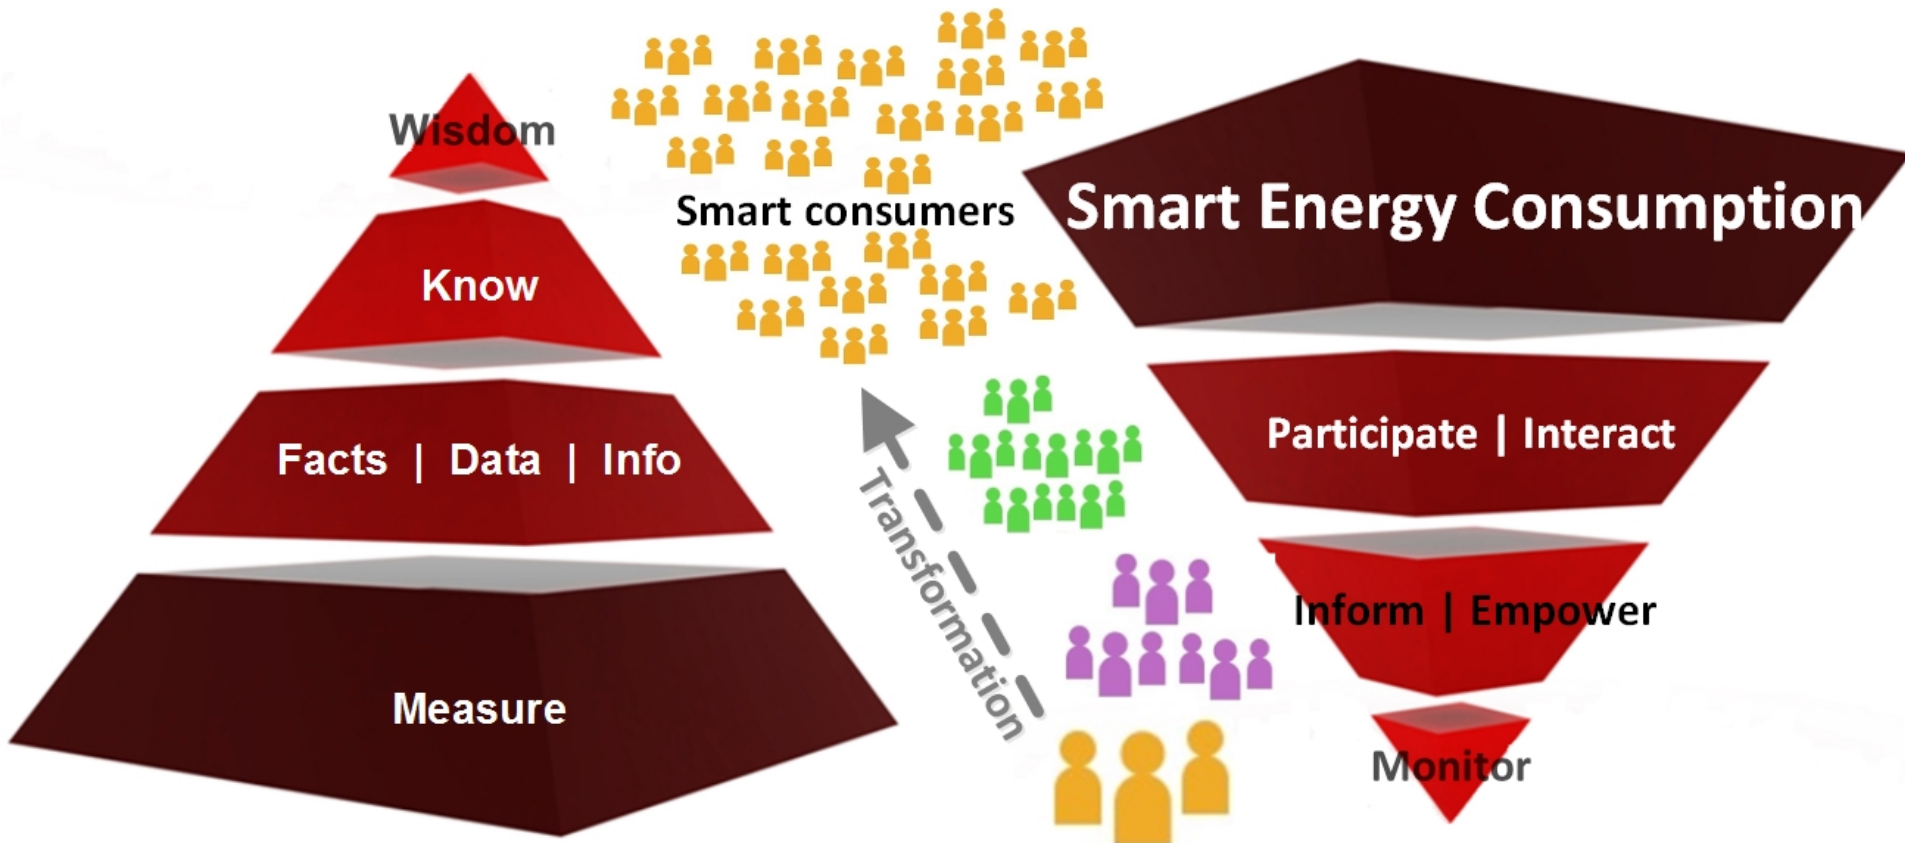 Wisdom
Know
Facts | Data | Info
Measure
Smart consumers
Transformation
Smart Energy Consumption
Participate | Interact
Inform | Empower
Monitor